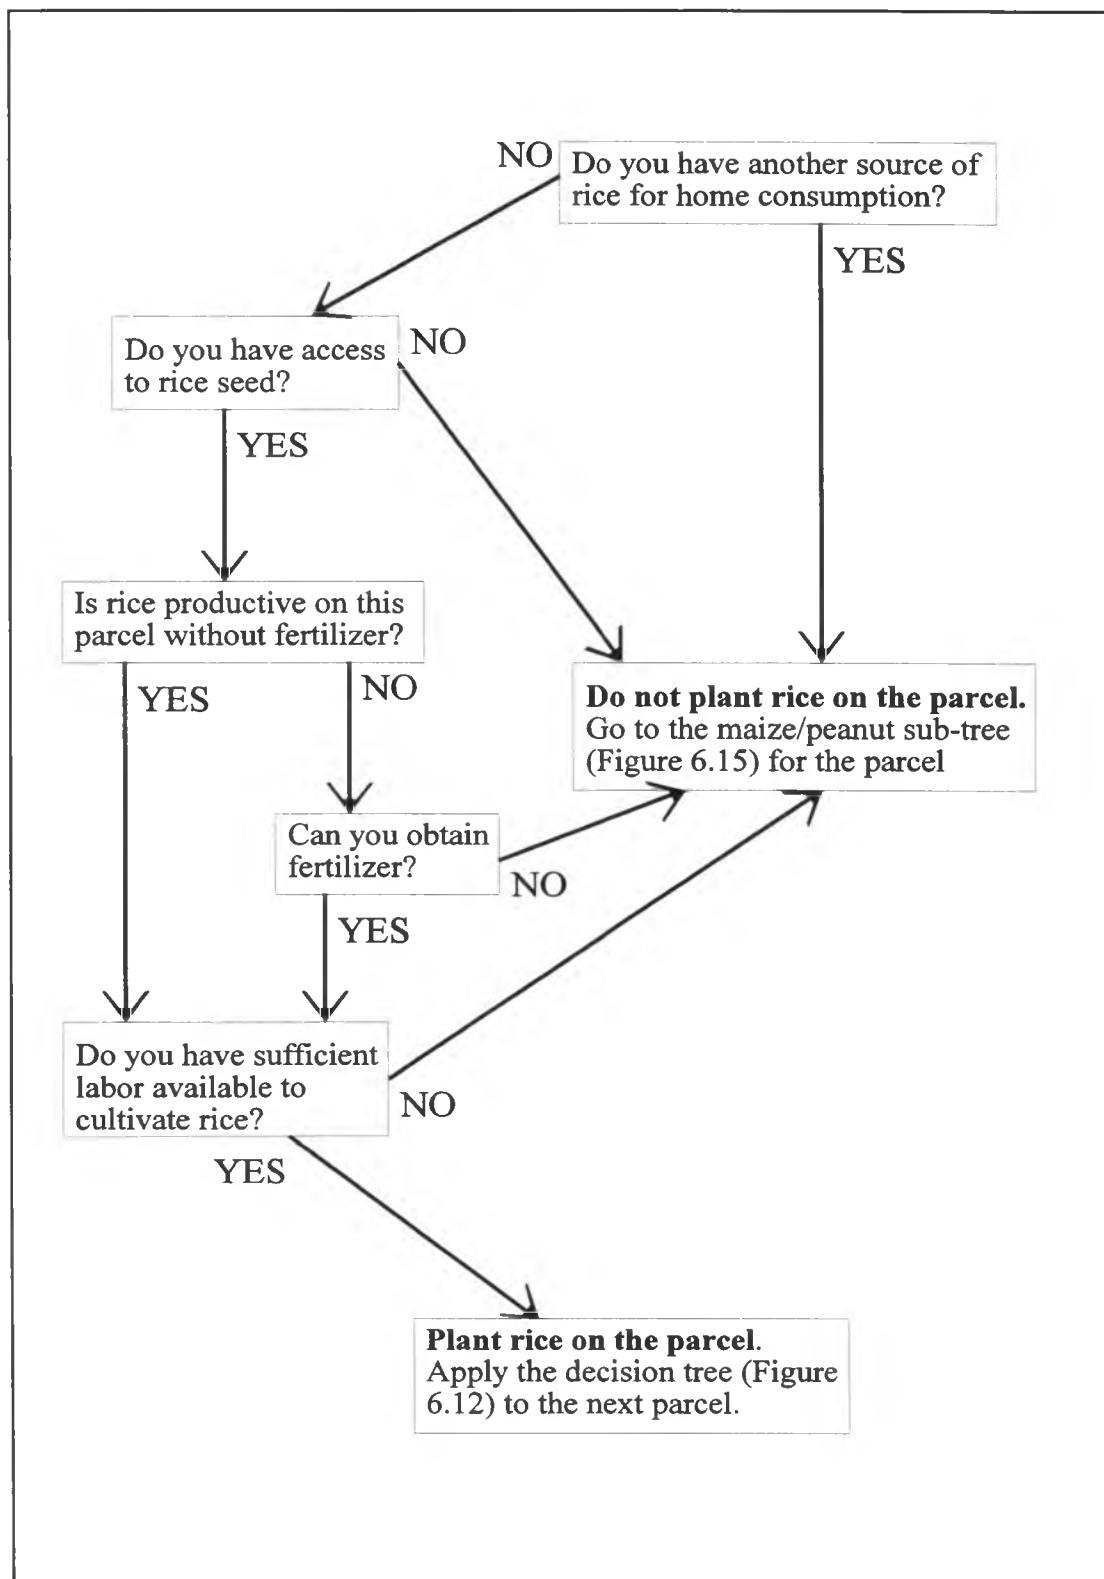 NO
Do you have another source of
rice for home consumption?
YES
Do you have access
to rice seed?
NO
YES
Is rice productive on this
parcel without fertilizer?
YES
NO
Do not plant rice on the parcel.
Go to the maize/peanut sub-tree
(Figure 6.15) for the parcel
Can you obtain
fertilizer?
NO
YES
Do you have sufficient
labor available to
cultivate rice?
NO
YES
Plant rice on the parcel.
Apply the decision tree (Figure
6.12) to the next parcel.